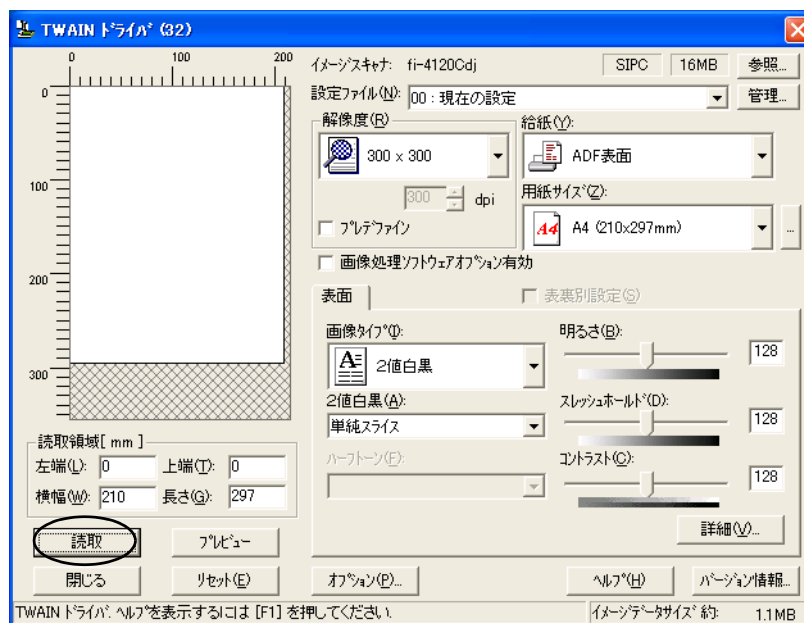 TWAIN ﾄﾞﾗｲﾊﾞ (32)
0 100 200
0
100
200
300
イメージスキャナ: fi-4120Cdj SIPC 16MB 参照...
設定ファイル(N): 00 : 現在の設定 管理...
解像度(R)
300 x 300
300 dpi
ﾌﾟﾚﾃﾞﾌｧｲﾝ
給紙(Y):
ADF表面
用紙ｻｲｽﾞ(Z):
A4 A4 (210x297mm) ...
画像処理ｿﾌﾄｳｪｱｵﾌﾟｼｮﾝ有効
表面 表裏別設定(S)
画像ﾀｲﾌﾟ(I):
A 2値白黒
2値白黒(A):
単純スライス
ﾊｰﾌﾄｰﾝ(F):
明るさ(B):
128
ｽﾚｯｼｭﾎｰﾙﾄﾞ(D):
128
ｺﾝﾄﾗｽﾄ(C):
128
詳細(V)...
読取領域[ mm ]
左端(L): 0 上端(T): 0
横幅(W): 210 長さ(G): 297
読取 ﾌﾟﾚﾋﾞｭｰ
閉じる ﾘｾｯﾄ(E) ｵﾌﾟｼｮﾝ(P)... ﾍﾙﾌﾟ(H) ﾊﾞｰｼﾞｮﾝ情報...
TWAIN ﾄﾞﾗｲﾊﾞ. ﾍﾙﾌﾟを表示するには [F1] を押してください. ｲﾒｰｼﾞﾃﾞｰﾀｻｲｽﾞ 約: 1.1MB